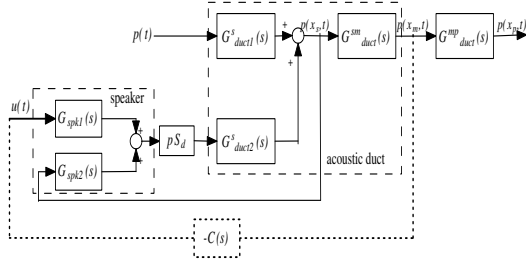 p(t)
G^s_duct1(s)
+
+
p(x_s,t)
G^sm_duct(s)
p(x_m,t)
G^mp_duct(s)
p(x_p,t)
u(t)
speaker
G_spk1(s)
+
+
pS_d
G^s_duct2(s)
G_spk2(s)
acoustic duct
-C(s)